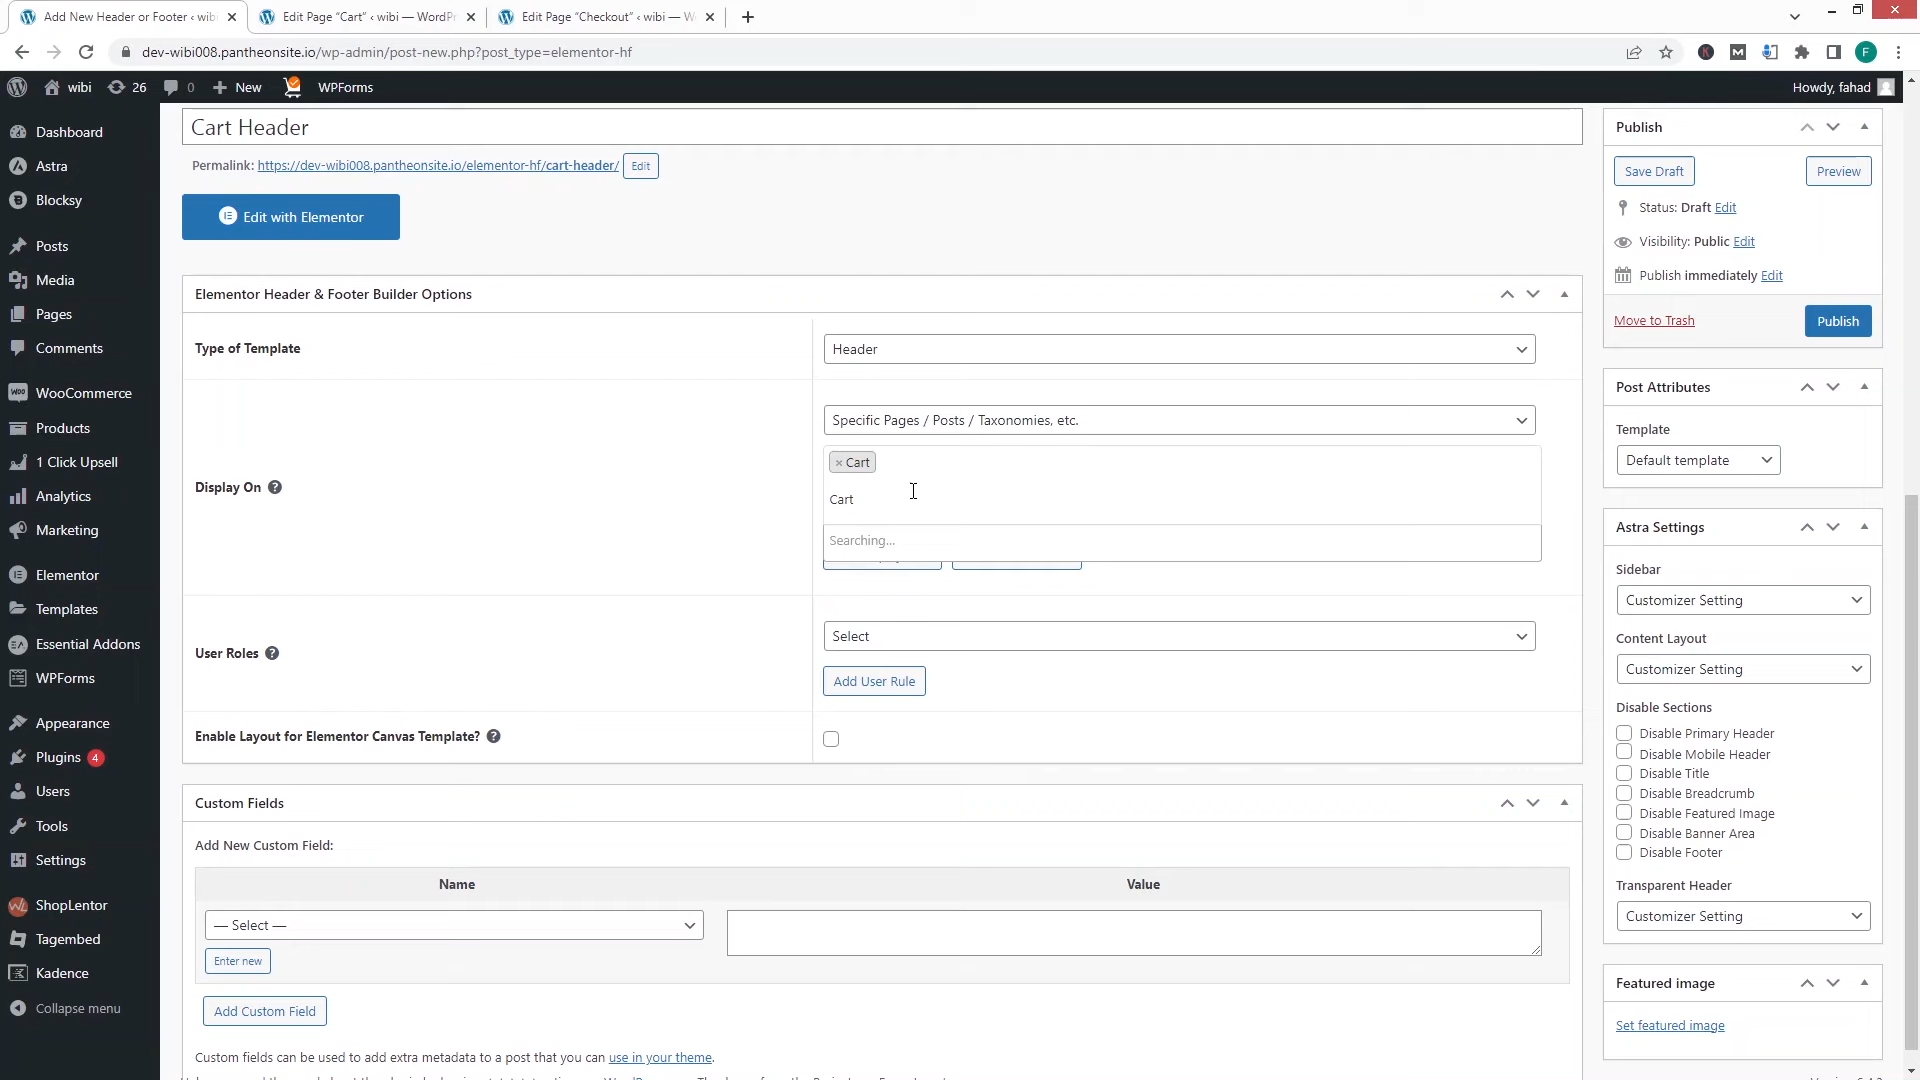 Add New Header or Footer ‹ wibi
Edit Page “Cart” ‹ wibi — WordPr
Edit Page “Checkout” ‹ wibi — W
dev-wibi008.pantheonsite.io/wp-admin/post-new.php?post_type=elementor-hf
wibi
26
0
New
WPForms
Howdy, fahad
Dashboard
Astra
Blocksy
Posts
Media
Pages
Comments
WooCommerce
Products
1 Click Upsell
Analytics
Marketing
Elementor
Templates
Essential Addons
WPForms
Appearance
Plugins 4
Users
Tools
Settings
ShopLentor
Tagembed
Kadence
Collapse menu
Cart Header
Permalink: https://dev-wibi008.pantheonsite.io/elementor-hf/cart-header/ Edit
Edit with Elementor
Elementor Header & Footer Builder Options
Type of Template
Header
Display On
Specific Pages / Posts / Taxonomies, etc.
× Cart
Cart
Searching…
User Roles
Select
Add User Rule
Enable Layout for Elementor Canvas Template?
Custom Fields
Add New Custom Field:
Name
Value
— Select —
Enter new
Add Custom Field
Custom fields can be used to add extra metadata to a post that you can use in your theme.
Publish
Save Draft
Preview
Status: Draft Edit
Visibility: Public Edit
Publish immediately Edit
Move to Trash
Publish
Post Attributes
Template
Default template
Astra Settings
Sidebar
Customizer Setting
Content Layout
Customizer Setting
Disable Sections
Disable Primary Header
Disable Mobile Header
Disable Title
Disable Breadcrumb
Disable Featured Image
Disable Banner Area
Disable Footer
Transparent Header
Customizer Setting
Featured image
Set featured image